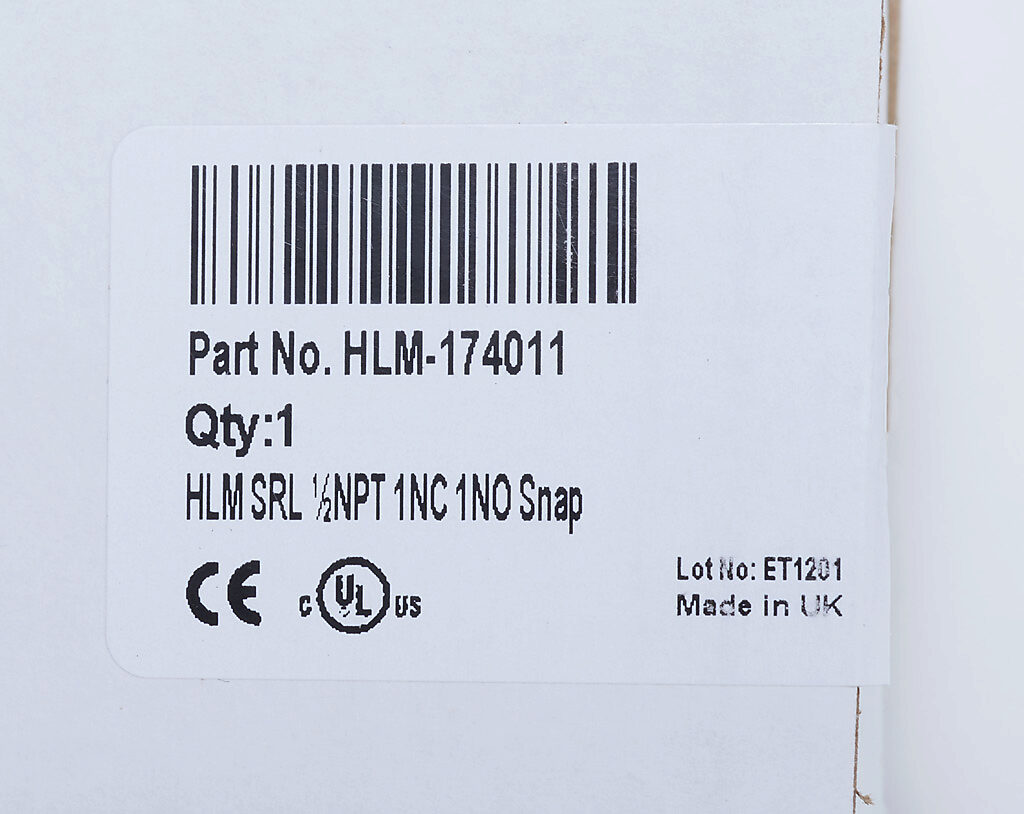 Part No. HLM-174011
Qty:1
HLM SRL ½NPT 1NC 1NO Snap
CE c UL US
Lot No: ET1201
Made in UK